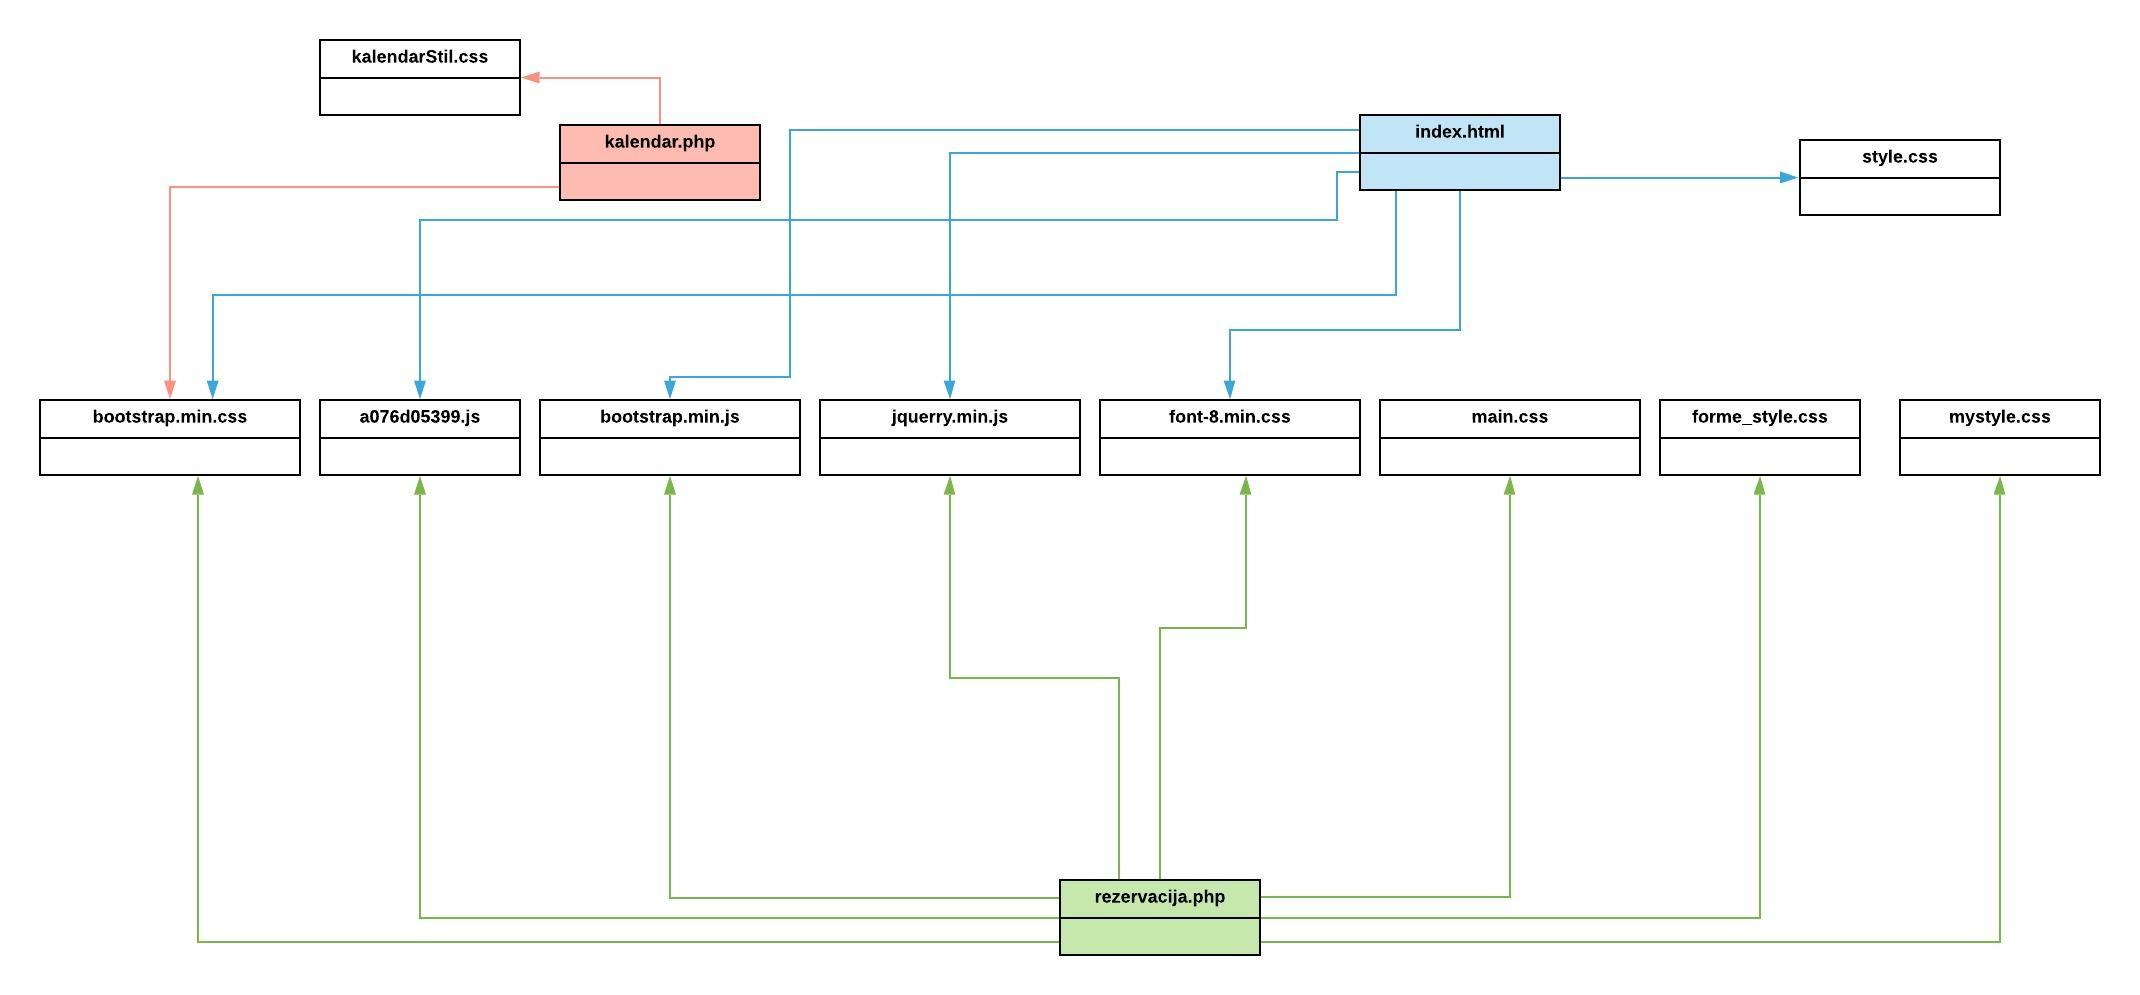 kalendarStil.css
kalendar.php
index.html
style.css
bootstrap.min.css
a076d05399.js
bootstrap.min.js
jquerry.min.js
font-8.min.css
main.css
forme_style.css
mystyle.css
rezervacija.php